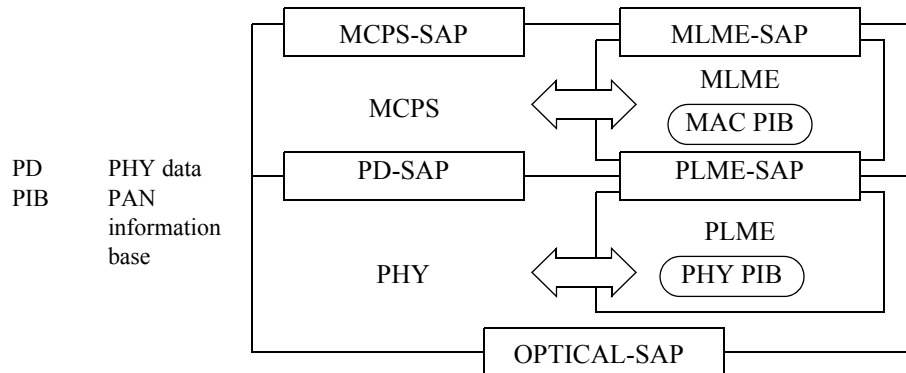 MCPS-SAP
MLME-SAP
MLME
MCPS
MAC PIB
PD PHY data
PIB PAN
information
base
PD-SAP
PLME-SAP
PLME
PHY
PHY PIB
OPTICAL-SAP